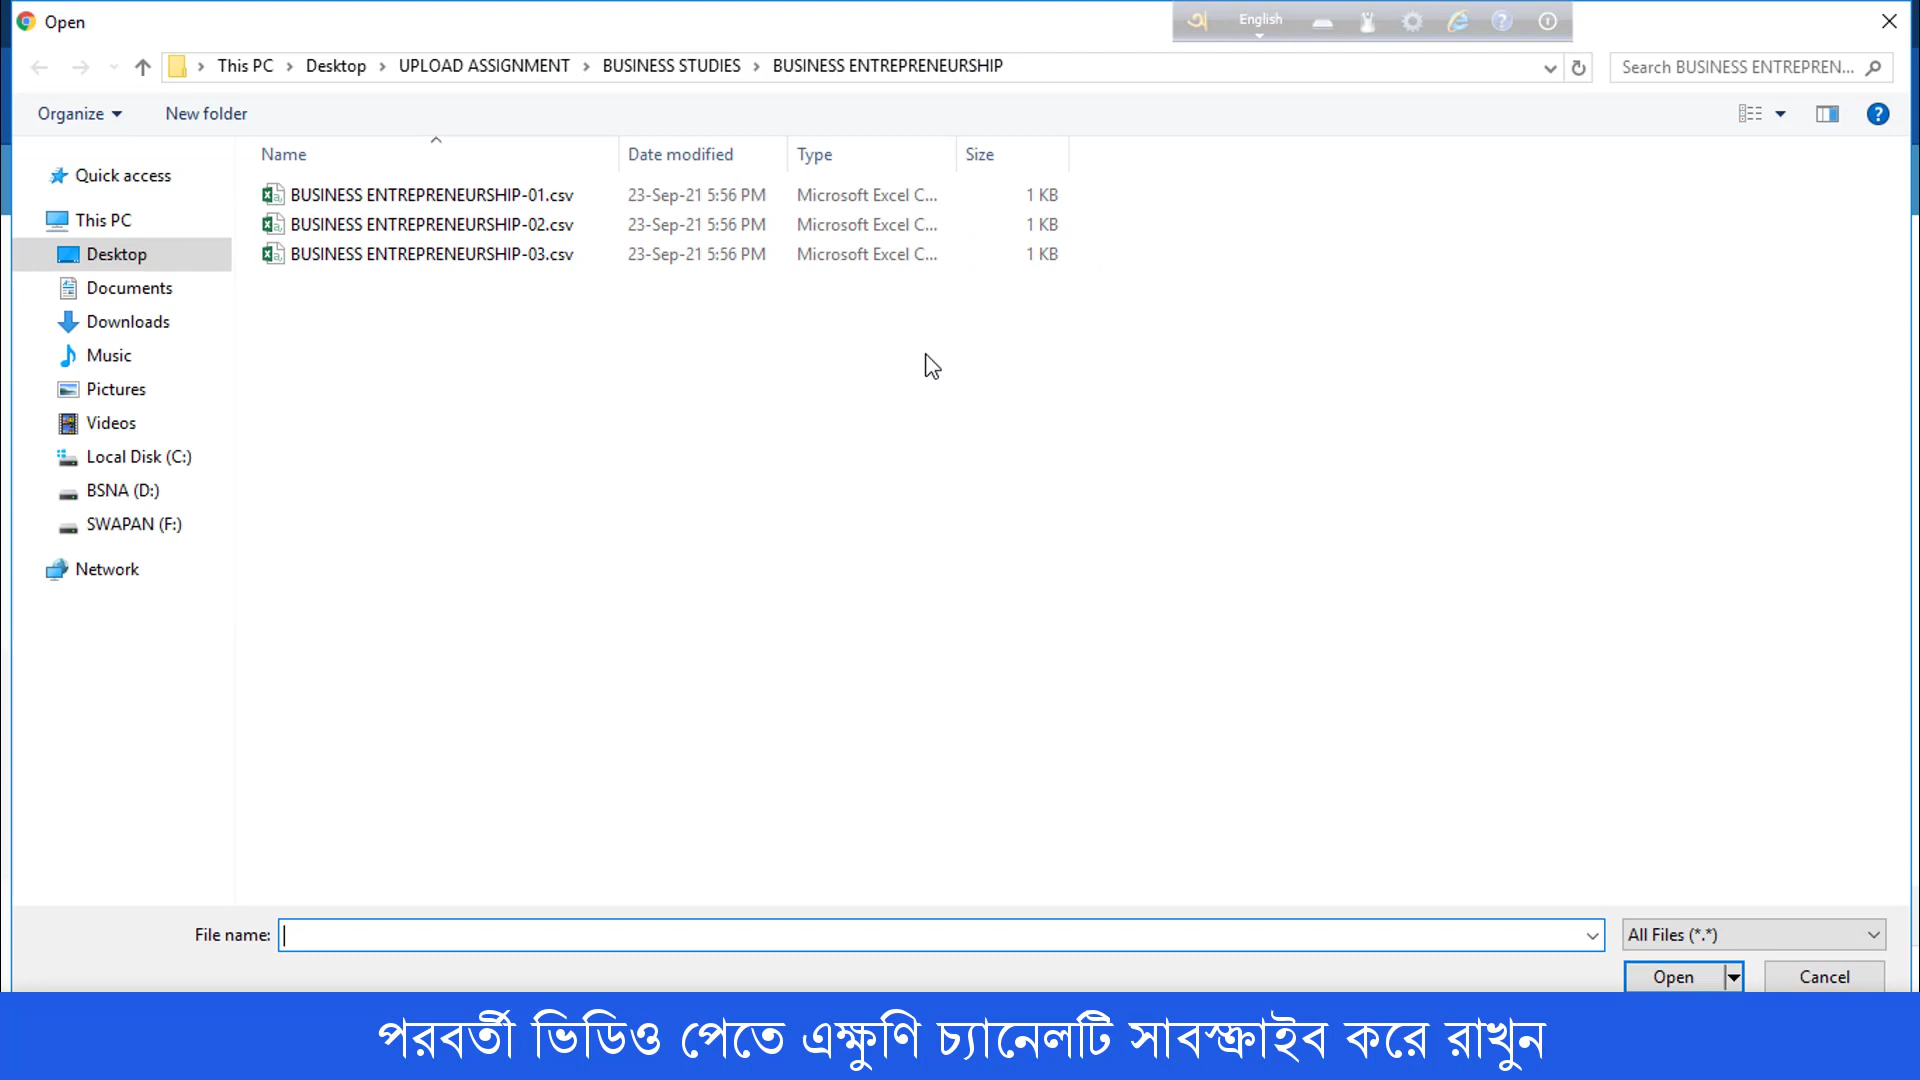 Open
English
This PC > Desktop > UPLOAD ASSIGNMENT > BUSINESS STUDIES > BUSINESS ENTREPRENEURSHIP
Search BUSINESS ENTREPREN...
Organize
New folder
Name Date modified Type Size
BUSINESS ENTREPRENEURSHIP-01.csv 23-Sep-21 5:56 PM Microsoft Excel C... 1 KB
BUSINESS ENTREPRENEURSHIP-02.csv 23-Sep-21 5:56 PM Microsoft Excel C... 1 KB
BUSINESS ENTREPRENEURSHIP-03.csv 23-Sep-21 5:56 PM Microsoft Excel C... 1 KB
Quick access
This PC
Desktop
Documents
Downloads
Music
Pictures
Videos
Local Disk (C:)
BSNA (D:)
SWAPAN (F:)
Network
File name:
All Files (*.*)
Open
Cancel
পরবর্তী ভিডিও পেতে এক্ষুণি চ্যানেলটি সাবস্ক্রাইব করে রাখুন